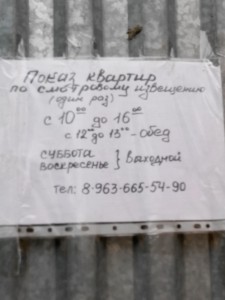 Показ квартир
по смотровому извещению
(один раз)
с 10⁰⁰ до 16⁰⁰
с 12⁰⁰ до 13⁰⁰ - обед
суббота
воскресенье } выходной
тел: 8-963-665-54-90